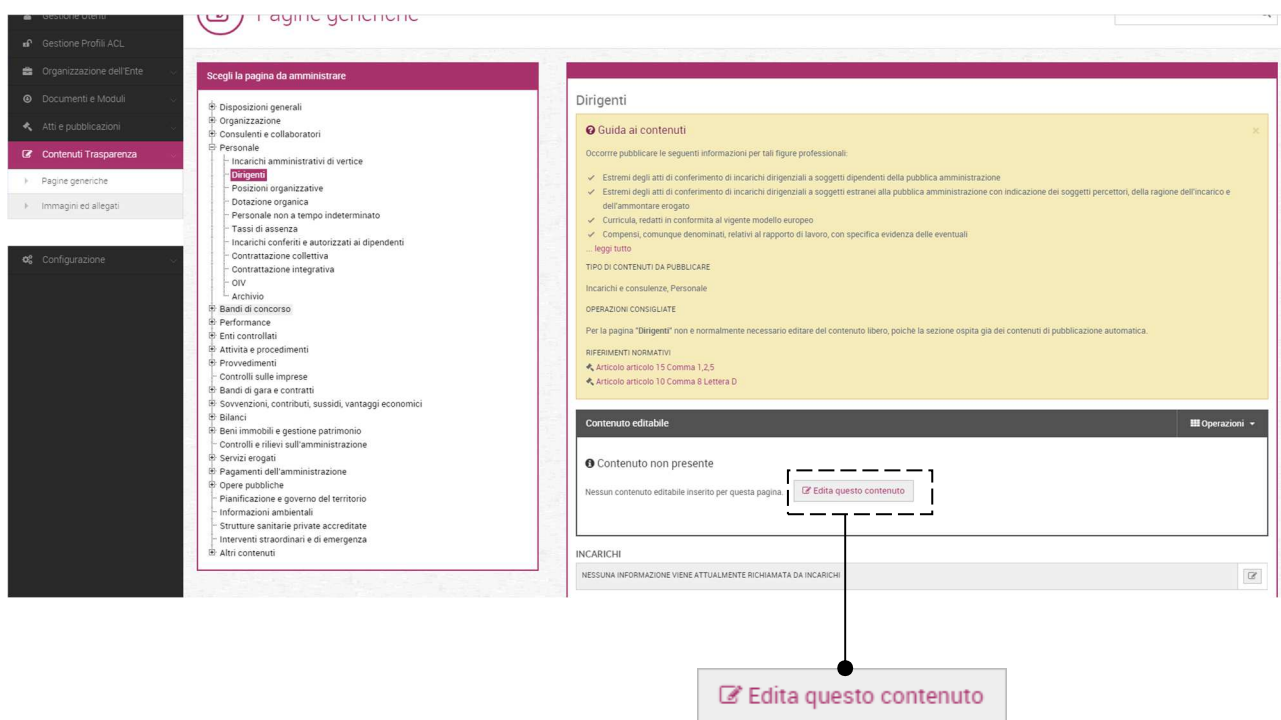 Gestione Utenti
Gestione Profili ACL
Organizzazione dell'Ente
Documenti e Moduli
Atti e pubblicazioni
Contenuti Trasparenza
Pagine generiche
Immagini ed allegati
Configurazione
Pagine generiche
Scegli la pagina da amministrare
Disposizioni generali
Organizzazione
Consulenti e collaboratori
Personale
Incarichi amministrativi di vertice
Dirigenti
Posizioni organizzative
Dotazione organica
Personale non a tempo indeterminato
Tassi di assenza
Incarichi conferiti e autorizzati ai dipendenti
Contrattazione collettiva
Contrattazione integrativa
OIV
Archivio
Bandi di concorso
Performance
Enti controllati
Attivita e procedimenti
Provvedimenti
Controlli sulle imprese
Bandi di gara e contratti
Sovvenzioni, contributi, sussidi, vantaggi economici
Bilanci
Beni immobili e gestione patrimonio
Controlli e rilievi sull'amministrazione
Servizi erogati
Pagamenti dell'amministrazione
Opere pubbliche
Pianificazione e governo del territorio
Informazioni ambientali
Strutture sanitarie private accreditate
Interventi straordinari e di emergenza
Altri contenuti
Dirigenti
Guida ai contenuti
Occorrre pubblicare le seguenti informazioni per tali figure professionali:
Estremi degli atti di conferimento di incarichi dirigenziali a soggetti dipendenti della pubblica amministrazione
Estremi degli atti di conferimento di incarichi dirigenziali a soggetti estranei alla pubblica amministrazione con indicazione dei soggetti percettori, della ragione dell'incarico e
dell'ammontare erogato
Curricula, redatti in conformita al vigente modello europeo
Compensi, comunque denominati, relativi al rapporto di lavoro, con specifica evidenza delle eventuali
... leggi tutto
TIPO DI CONTENUTI DA PUBBLICARE
Incarichi e consulenze, Personale
OPERAZIONI CONSIGLIATE
Per la pagina "Dirigenti" non e normalmente necessario editare del contenuto libero, poiche la sezione ospita gia dei contenuti di pubblicazione automatica.
RIFERIMENTI NORMATIVI
Articolo articolo 15 Comma 1,2,5
Articolo articolo 10 Comma 8 Lettera D
Contenuto editabile Operazioni
Contenuto non presente
Nessun contenuto editabile inserito per questa pagina. Edita questo contenuto
INCARICHI
NESSUNA INFORMAZIONE VIENE ATTUALMENTE RICHIAMATA DA INCARICHI
Edita questo contenuto